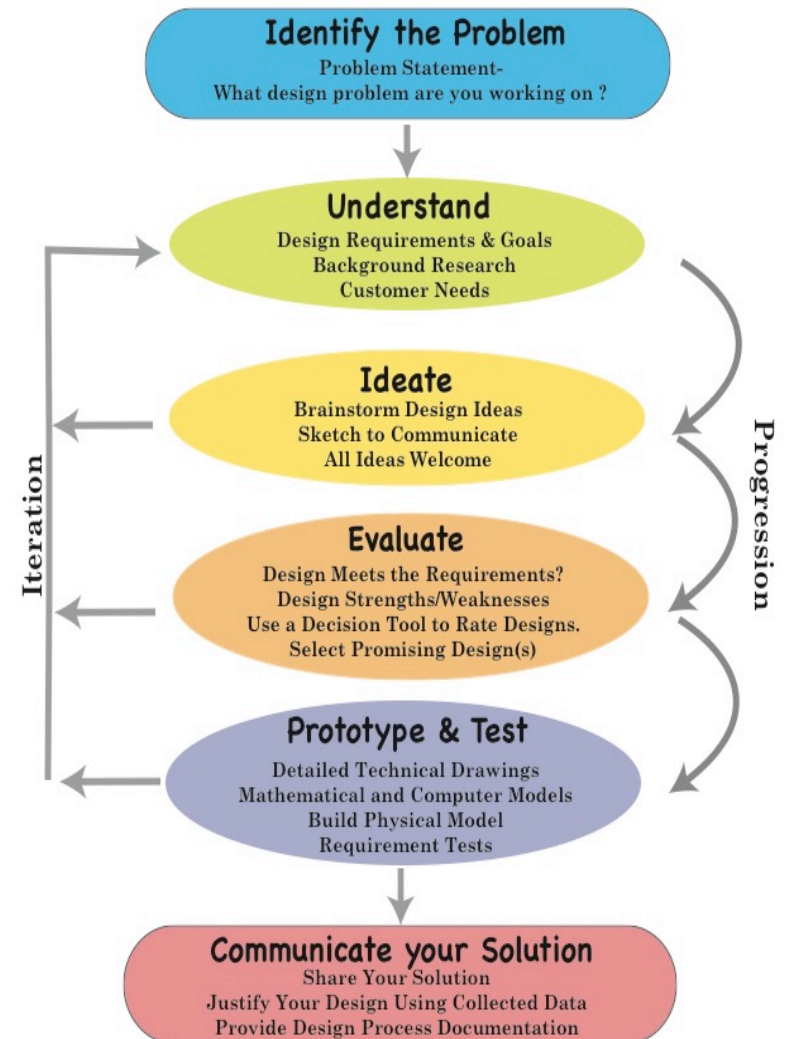 Identify the Problem
Problem Statement-
What design problem are you working on ?
Understand
Design Requirements & Goals
Background Research
Customer Needs
Ideate
Brainstorm Design Ideas
Sketch to Communicate
All Ideas Welcome
Evaluate
Design Meets the Requirements?
Design Strengths/Weaknesses
Use a Decision Tool to Rate Designs.
Select Promising Design(s)
Prototype & Test
Detailed Technical Drawings
Mathematical and Computer Models
Build Physical Model
Requirement Tests
Communicate your Solution
Share Your Solution
Justify Your Design Using Collected Data
Provide Design Process Documentation
Iteration
Progression